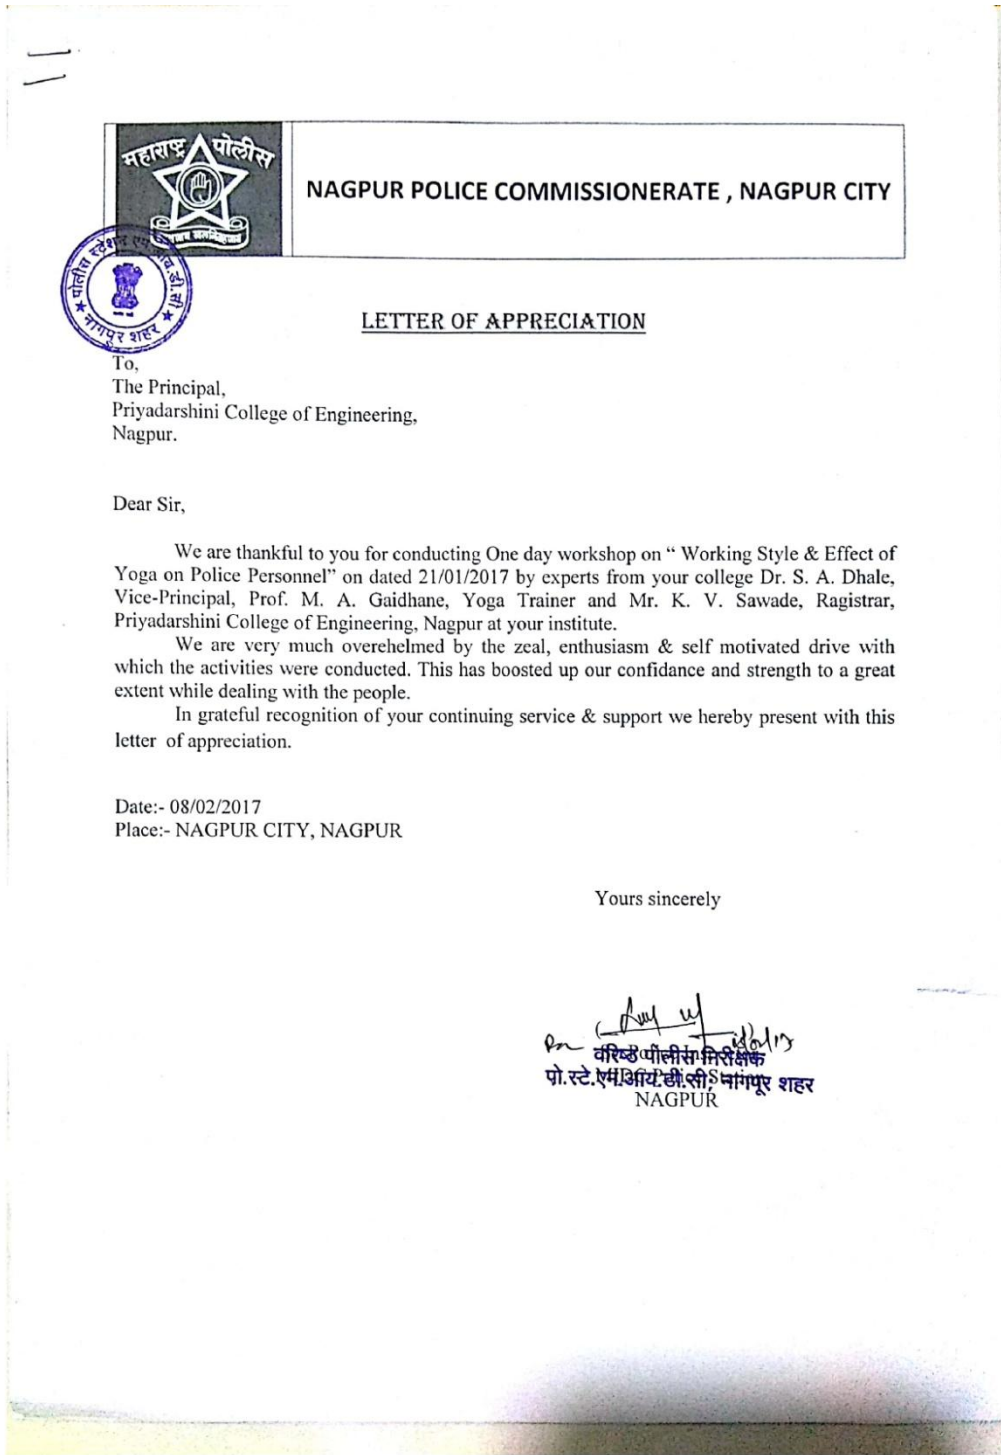 महाराष्ट्र पोलीस
NAGPUR POLICE COMMISSIONERATE , NAGPUR CITY
पोलीस स्टेशन एम.आय.डी.सी
नागपुर शहर
LETTER OF APPRECIATION
To,
The Principal,
Priyadarshini College of Engineering,
Nagpur.
Dear Sir,
We are thankful to you for conducting One day workshop on “ Working Style & Effect of
Yoga on Police Personnel” on dated 21/01/2017 by experts from your college Dr. S. A. Dhale,
Vice-Principal, Prof. M. A. Gaidhane, Yoga Trainer and Mr. K. V. Sawade, Ragistrar,
Priyadarshini College of Engineering, Nagpur at your institute.
We are very much overehelmed by the zeal, enthusiasm & self motivated drive with
which the activities were conducted. This has boosted up our confidance and strength to a great
extent while dealing with the people.
In grateful recognition of your continuing service & support we hereby present with this
letter of appreciation.
Date:- 08/02/2017
Place:- NAGPUR CITY, NAGPUR
Yours sincerely
वरिष्ठ पोलीस निरीक्षक
पो.स्टे.एम.आय.डी.सी, नागपूर शहर
NAGPUR